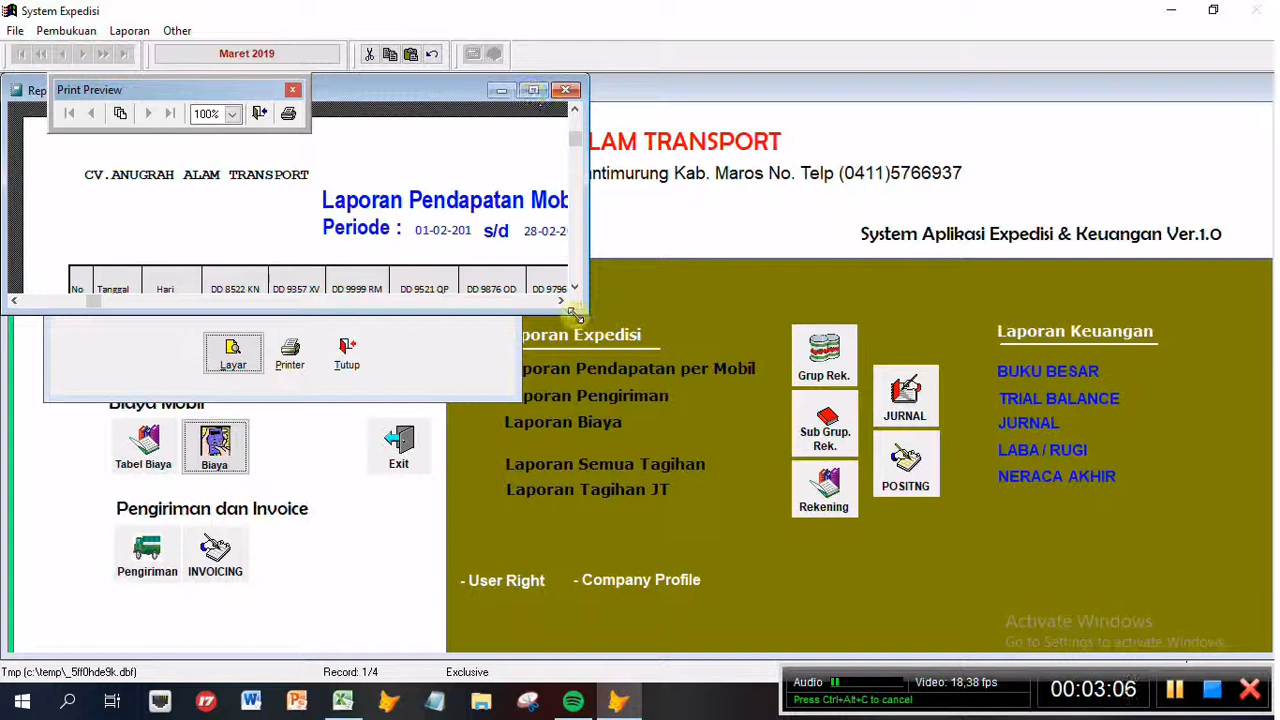 System Expedisi
File Pembukuan Laporan Other
Maret 2019
Print Preview
100%
CV.ANUGRAH ALAM TRANSPORT
Laporan Pendapatan Mob
Periode : 01-02-201 s/d 28-02-2
No Tanggal Hari DD 8522 KN DD 9357 XV DD 9999 RM DD 9521 QP DD 9876 OD DD 9796
LAM TRANSPORT
antimurung Kab. Maros No. Telp (0411)5766937
System Aplikasi Expedisi & Keuangan Ver.1.0
Layar Printer Tutup
Biaya Mobil
Tabel Biaya Biaya Exit
Pengiriman dan Invoice
Pengiriman INVOICING
poran Expedisi
poran Pendapatan per Mobil
poran Pengiriman
Laporan Biaya
Laporan Semua Tagihan
Laporan Tagihan JT
Grup Rek.
Sub Grup. Rek.
Rekening
JURNAL
POSITNG
Laporan Keuangan
BUKU BESAR
TRIAL BALANCE
JURNAL
LABA / RUGI
NERACA AKHIR
- User Right - Company Profile
Activate Windows
Go to Settings to activate Windows.
Tmp (c:\temp\_5ff0hde9k.dbf) Record: 1/4 Exclusive
Audio Video: 18,38 fps
Press Ctrl+Alt+C to cancel
00:03:06